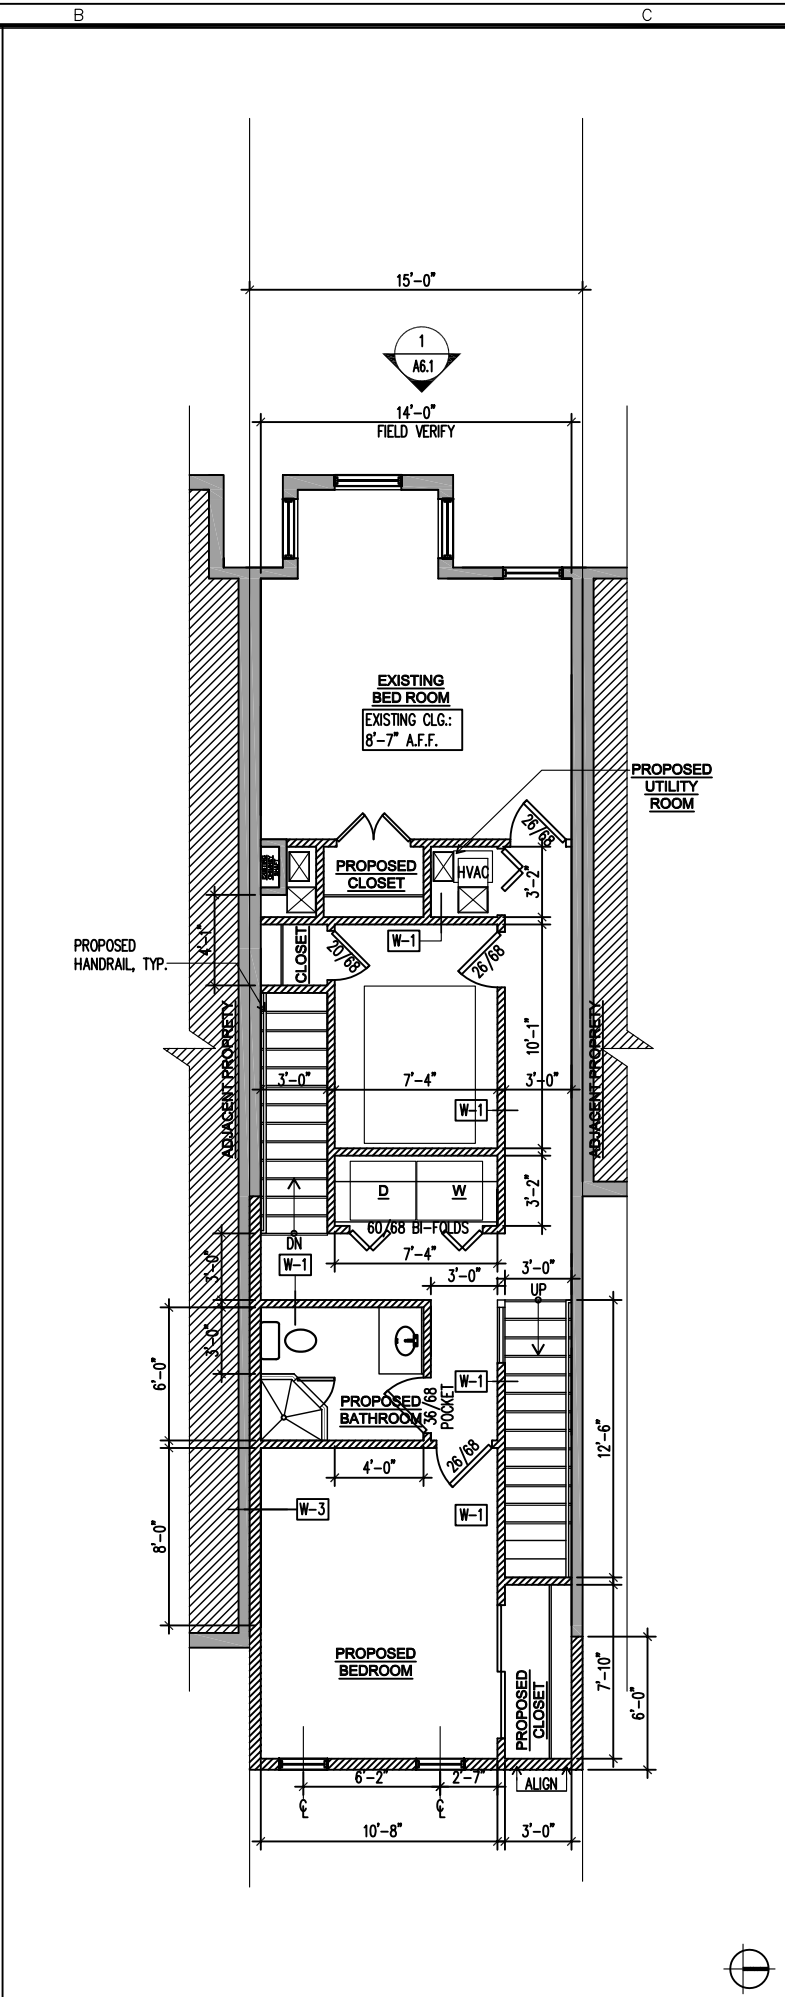 B
C
15'-0"
1
A6.1
14'-0"
FIELD VERIFY
EXISTING
BED ROOM
EXISTING CLG.:
8'-7" A.F.F.
PROPOSED
UTILITY
ROOM
26/68
PROPOSED
CLOSET
HVAC
3'-2"
4'-1"
W-1
PROPOSED
HANDRAIL, TYP.
CLOSET
20/68
26/68
ADJACENT PROPRETY
ADJACENT PROPRETY
10'-1"
3'-0"
7'-4"
3'-0"
W-1
D
W
3'-2"
60/68 BI-FOLDS
DN
7'-4"
3'-0"
W-1
3'-0"
3'-0"
UP
3'-0"
6'-0"
W-1
PROPOSED
BATHROOM
36/68
POCKET
26/68
12'-6"
4'-0"
W-3
W-1
8'-0"
PROPOSED
BEDROOM
PROPOSED
CLOSET
7'-10"
6'-0"
6'-2"
2'-7"
ALIGN
10'-8"
3'-0"